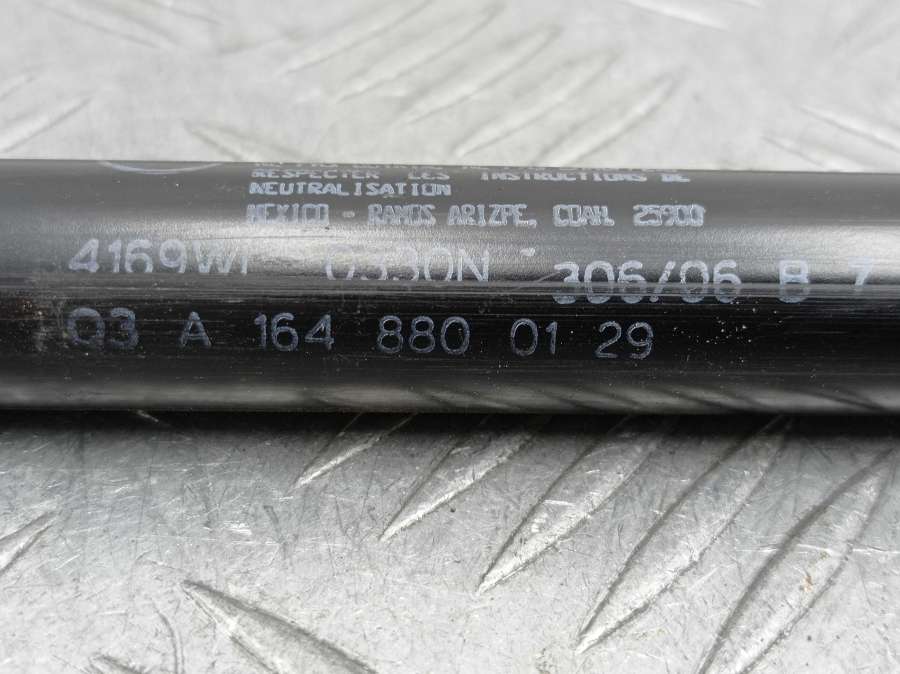 RESPECTER LES INSTRUCTIONS DE
NEUTRALISATION
MEXICO - RAMOS ARIZPE, COAH. 25900
4169WI 0330N 306/06 B 7
Q3 A 164 880 01 29